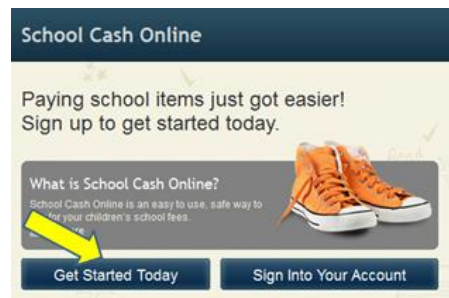 School Cash Online
Paying school items just got easier!
Sign up to get started today.
What is School Cash Online?
School Cash Online is an easy to use, safe way to
for your children's school fees.
Get Started Today
Sign Into Your Account